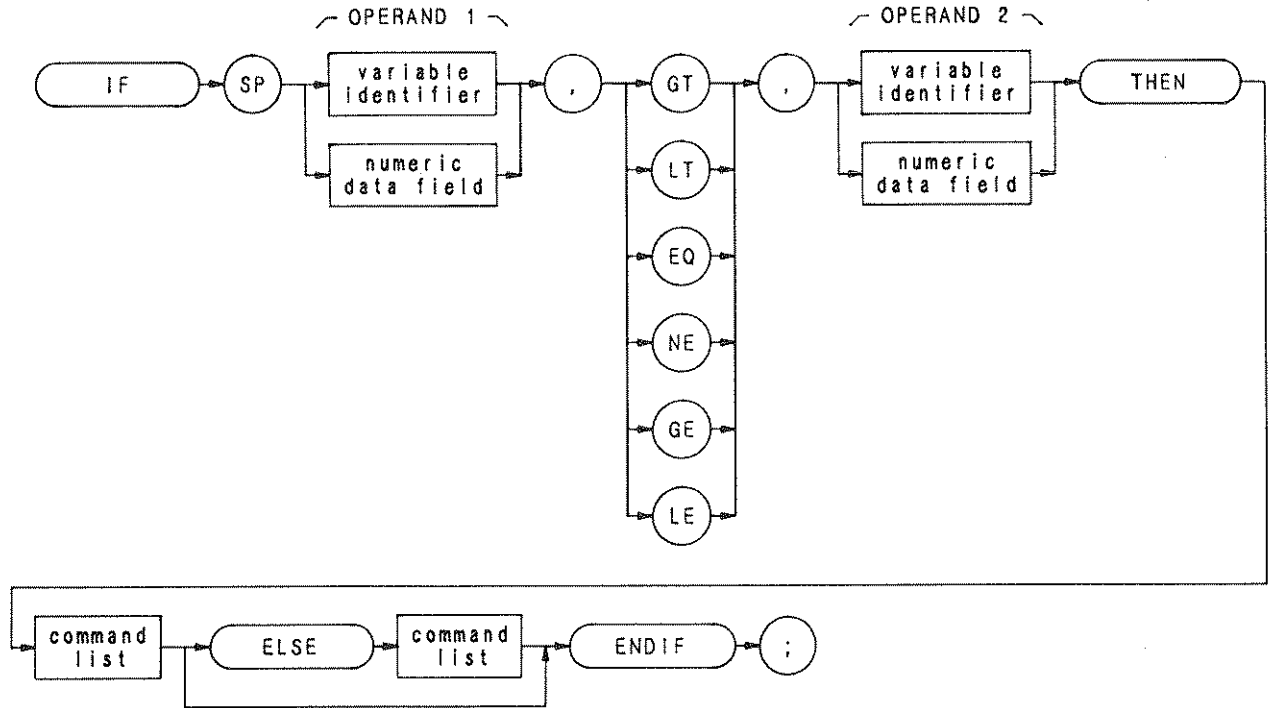 OPERAND 1
OPERAND 2
IF
SP
variable
identifier
numeric
data field
,
GT
LT
EQ
NE
GE
LE
,
variable
identifier
numeric
data field
THEN
command
list
ELSE
command
list
ENDIF
;